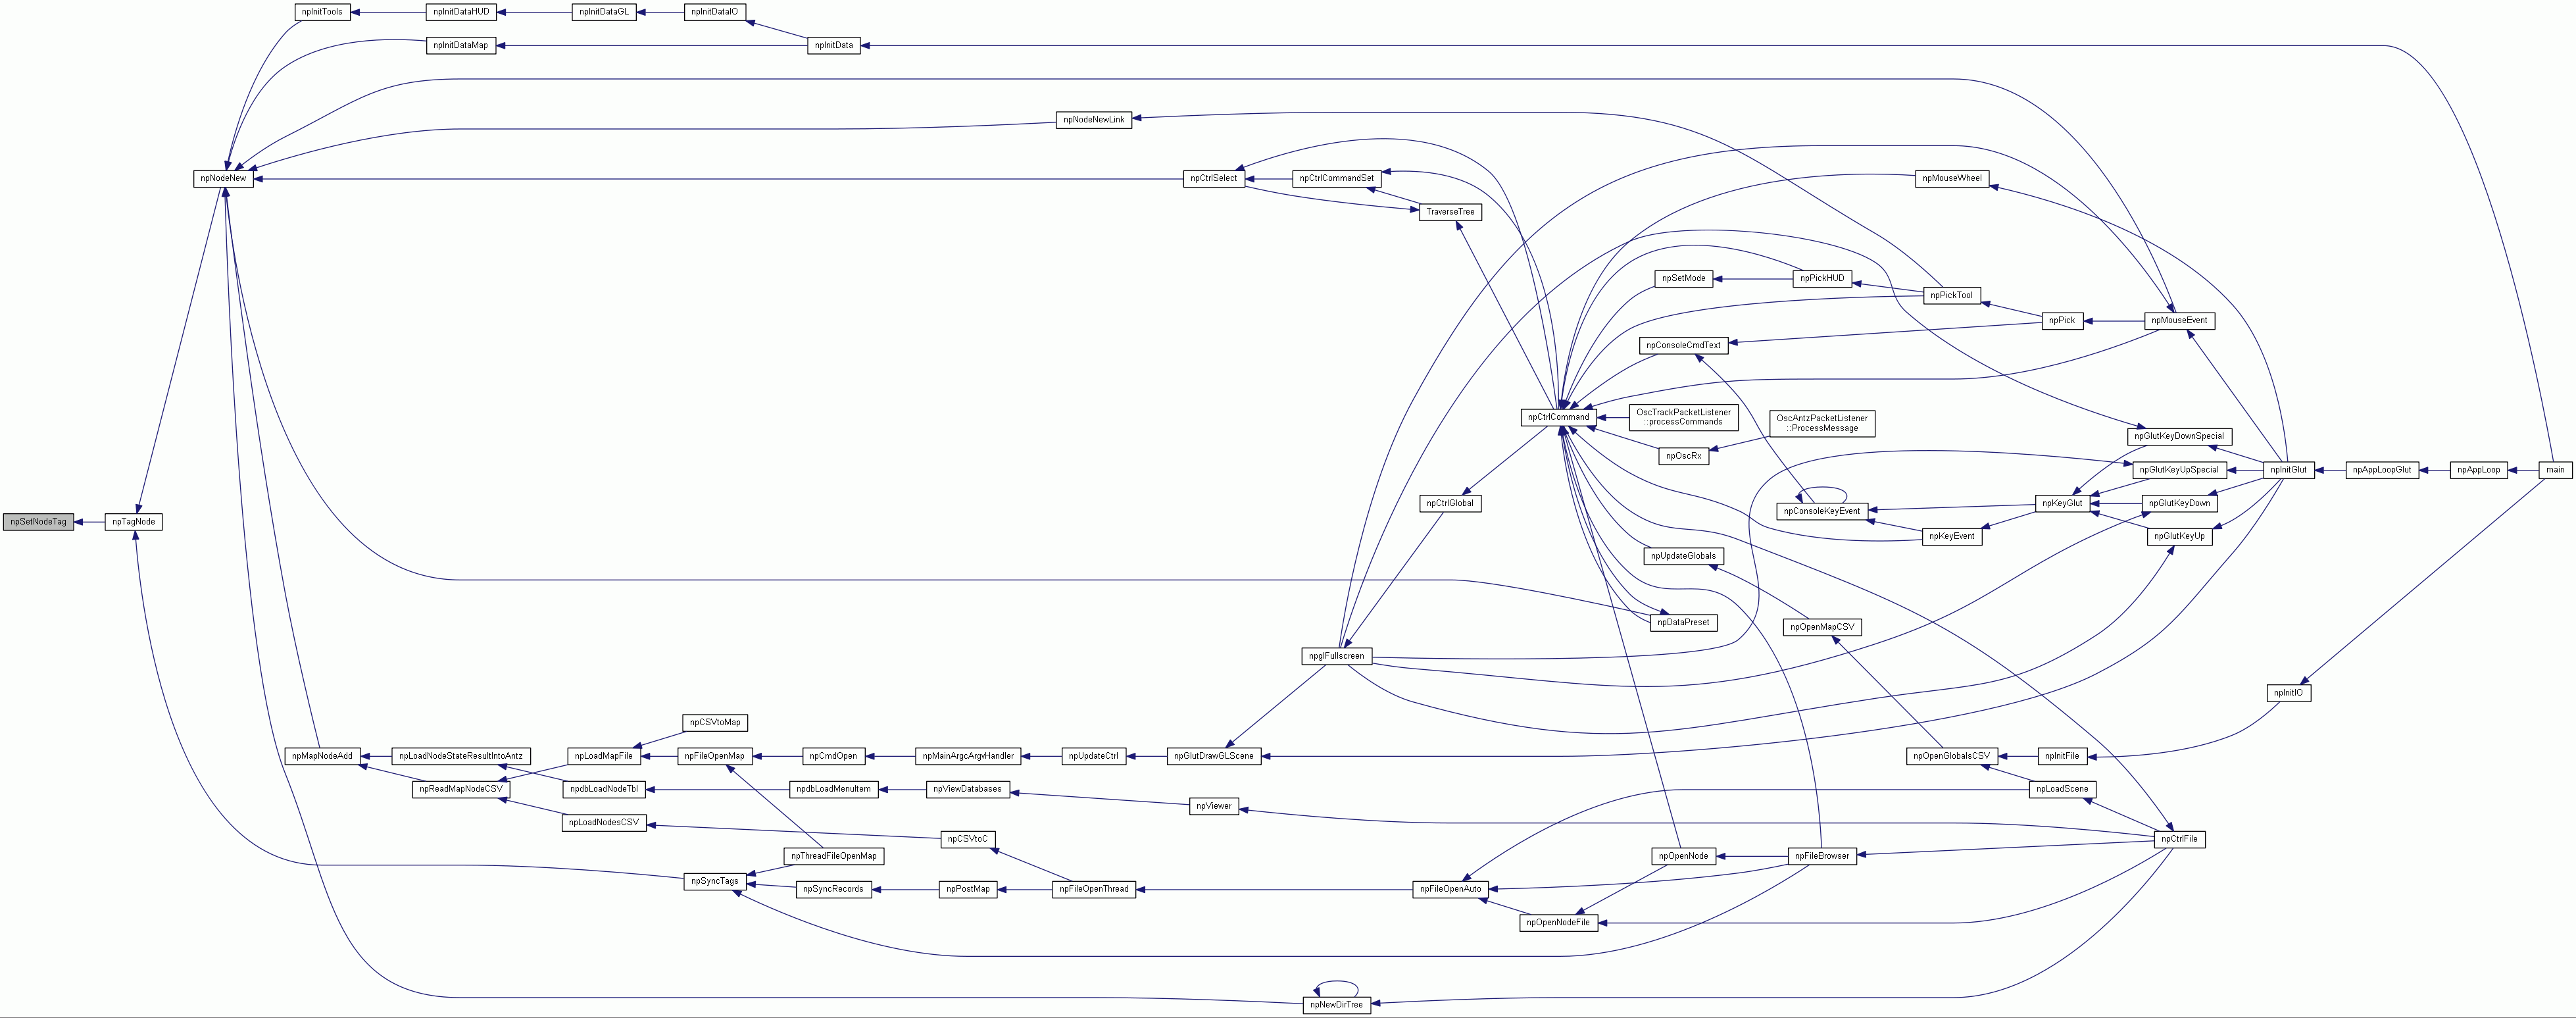 npInitTools
npInitDataHUD
npInitDataGL
npInitDataIO
npInitDataMap
npInitData
npNodeNewLink
npNodeNew
npCtrlSelect
npCtrlCommandSet
npMouseWheel
TraverseTree
npSetMode
npPickHUD
npPickTool
npPick
npMouseEvent
npConsoleCmdText
npCtrlCommand
OscTrackPacketListener
::processCommands
OscAntzPacketListener
::ProcessMessage
npOscRx
npGlutKeyDownSpecial
npGlutKeyUpSpecial
npInitGlut
npAppLoopGlut
npAppLoop
main
npCtrlGlobal
npConsoleKeyEvent
npKeyGlut
npGlutKeyDown
npSetNodeTag
npTagNode
npKeyEvent
npGlutKeyUp
npUpdateGlobals
npDataPreset
npOpenMapCSV
npglFullscreen
npInitIO
npCSVtoMap
npMapNodeAdd
npLoadNodeStateResultIntoAntz
npLoadMapFile
npFileOpenMap
npCmdOpen
npMainArgcArgvHandler
npUpdateCtrl
npGlutDrawGLScene
npOpenGlobalsCSV
npInitFile
npReadMapNodeCSV
npdbLoadNodeTbl
npdbLoadMenuItem
npViewDatabases
npLoadScene
npViewer
npLoadNodesCSV
npCSVtoC
npCtrlFile
npThreadFileOpenMap
npOpenNode
npFileBrowser
npSyncTags
npSyncRecords
npPostMap
npFileOpenThread
npFileOpenAuto
npOpenNodeFile
npNewDirTree